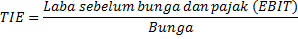 TIE = Laba sebelum bunga dan pajak (EBIT)
Bunga